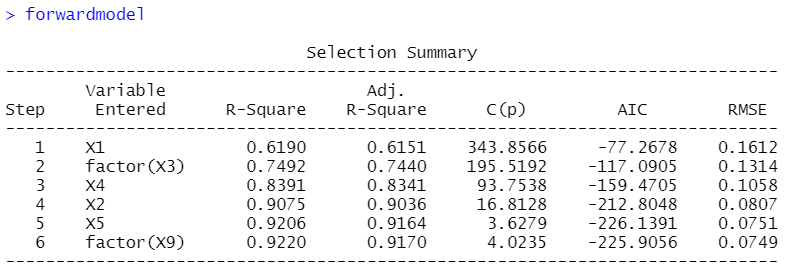 > forwardmodel
Selection Summary
Variable Adj.
Step Entered R-Square R-Square C(p) AIC RMSE
1 X1 0.6190 0.6151 343.8566 -77.2678 0.1612
2 factor(X3) 0.7492 0.7440 195.5192 -117.0905 0.1314
3 X4 0.8391 0.8341 93.7538 -159.4705 0.1058
4 X2 0.9075 0.9036 16.8128 -212.8048 0.0807
5 X5 0.9206 0.9164 3.6279 -226.1391 0.0751
6 factor(X9) 0.9220 0.9170 4.0235 -225.9056 0.0749